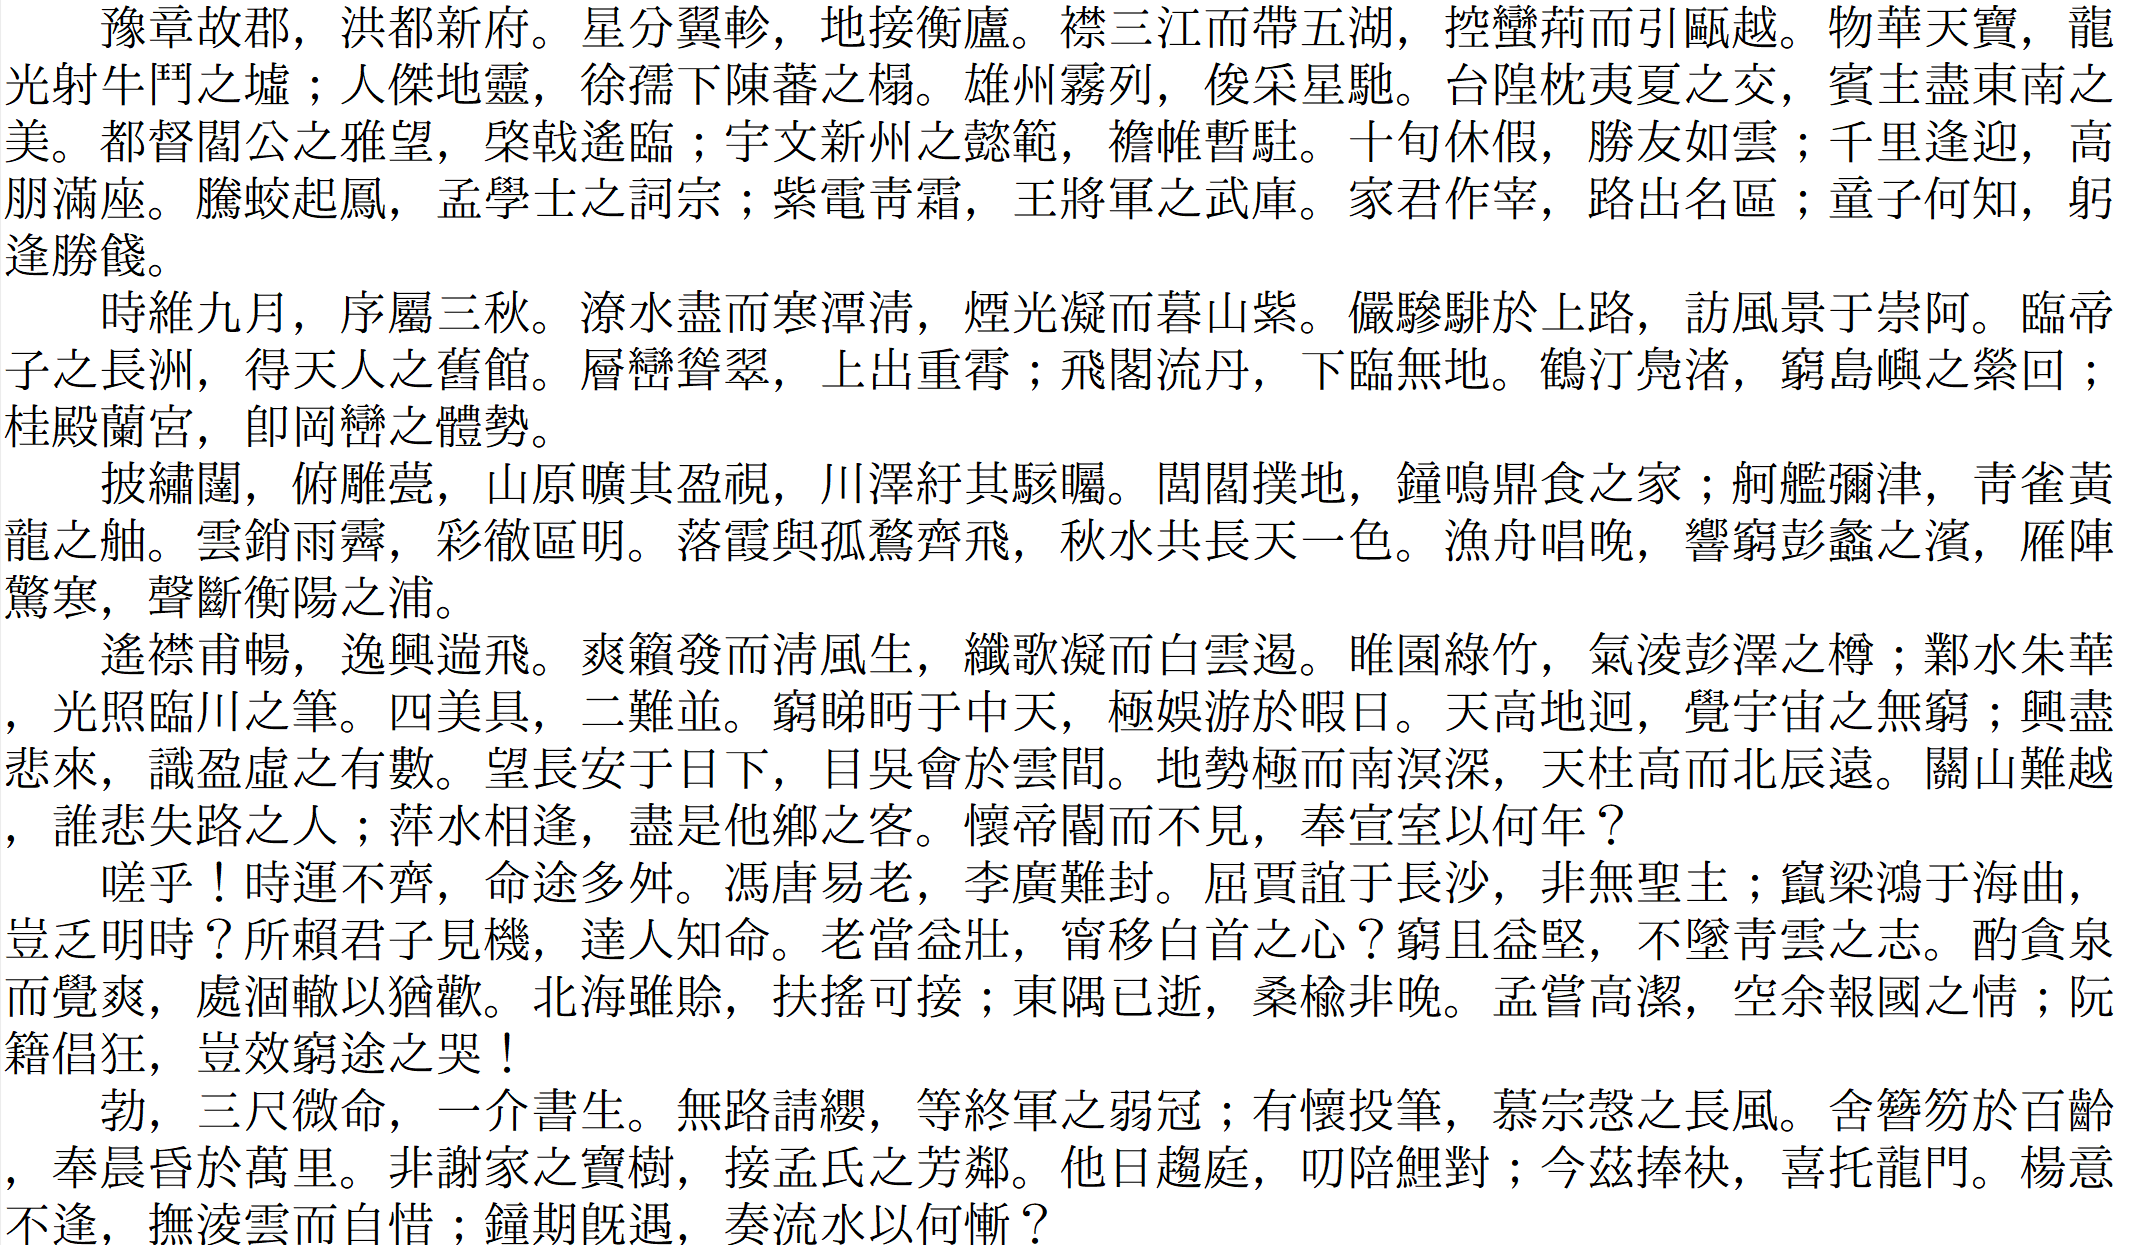 豫章故郡，洪都新府。星分翼軫，地接衡廬。襟三江而帶五湖，控蠻荊而引甌越。物華天寶，龍
光射牛鬥之墟；人傑地靈，徐孺下陳蕃之榻。雄州霧列，俊采星馳。台隍枕夷夏之交，賓主盡東南之
美。都督閻公之雅望，棨戟遙臨；宇文新州之懿範，襜帷暫駐。十旬休假，勝友如雲；千里逢迎，高
朋滿座。騰蛟起鳳，孟學士之詞宗；紫電靑霜，王將軍之武庫。家君作宰，路出名區；童子何知，躬
逢勝餞。
時維九月，序屬三秋。潦水盡而寒潭淸，煙光凝而暮山紫。儼驂騑於上路，訪風景于崇阿。臨帝
子之長洲，得天人之舊館。層巒聳翠，上出重霄；飛閣流丹，下臨無地。鶴汀鳧渚，窮島嶼之縈回；
桂殿蘭宮，卽岡巒之體勢。
披繡闥，俯雕甍，山原曠其盈視，川澤紆其駭矚。閭閻撲地，鐘鳴鼎食之家；舸艦彌津，靑雀黃
龍之舳。雲銷雨霽，彩徹區明。落霞與孤鶩齊飛，秋水共長天一色。漁舟唱晚，響窮彭蠡之濱，雁陣
驚寒，聲斷衡陽之浦。
遙襟甫暢，逸興遄飛。爽籟發而淸風生，纖歌凝而白雲遏。睢園綠竹，氣淩彭澤之樽；鄴水朱華
，光照臨川之筆。四美具，二難並。窮睇眄于中天，極娛游於暇日。天高地迥，覺宇宙之無窮；興盡
悲來，識盈虛之有數。望長安于日下，目吳會於雲間。地勢極而南溟深，天柱高而北辰遠。關山難越
，誰悲失路之人；萍水相逢，盡是他鄉之客。懷帝閽而不見，奉宣室以何年？
嗟乎！時運不齊，命途多舛。馮唐易老，李廣難封。屈賈誼于長沙，非無聖主；竄梁鴻于海曲，
豈乏明時？所賴君子見機，達人知命。老當益壯，甯移白首之心？窮且益堅，不墜靑雲之志。酌貪泉
而覺爽，處涸轍以猶歡。北海雖賒，扶搖可接；東隅已逝，桑榆非晚。孟嘗高潔，空余報國之情；阮
籍倡狂，豈效窮途之哭！
勃，三尺微命，一介書生。無路請纓，等終軍之弱冠；有懷投筆，慕宗愨之長風。舍簪笏於百齡
，奉晨昏於萬里。非謝家之寶樹，接孟氏之芳鄰。他日趨庭，叨陪鯉對；今茲捧袂，喜托龍門。楊意
不逢，撫淩雲而自惜；鐘期旣遇，奏流水以何慚？